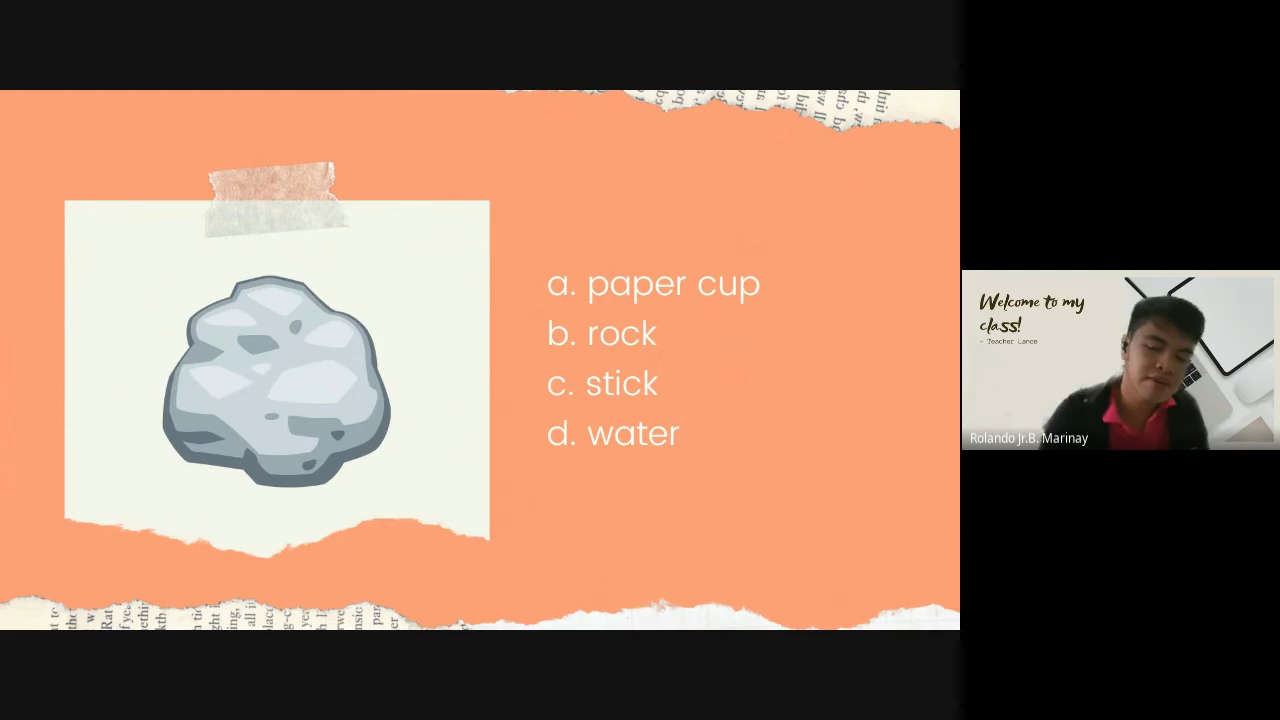 a. paper cup
b. rock
c. stick
d. water
Welcome to my
class!
- Teacher Lance
Rolando Jr.B. Marinay